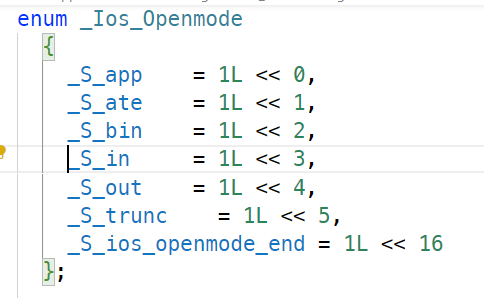 enum _Ios_Openmode
{
_S_app    = 1L << 0,
_S_ate    = 1L << 1,
_S_bin    = 1L << 2,
_S_in     = 1L << 3,
_S_out    = 1L << 4,
_S_trunc    = 1L << 5,
_S_ios_openmode_end = 1L << 16
};